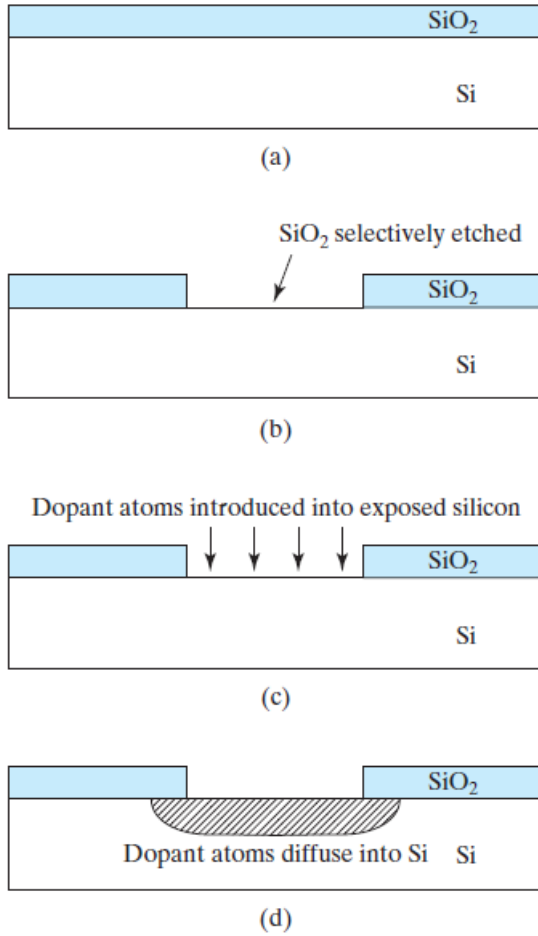 SiO₂
Si
(a)
SiO₂ selectively etched
SiO₂
Si
(b)
Dopant atoms introduced into exposed silicon
SiO₂
Si
(c)
SiO₂
Dopant atoms diffuse into Si Si
(d)